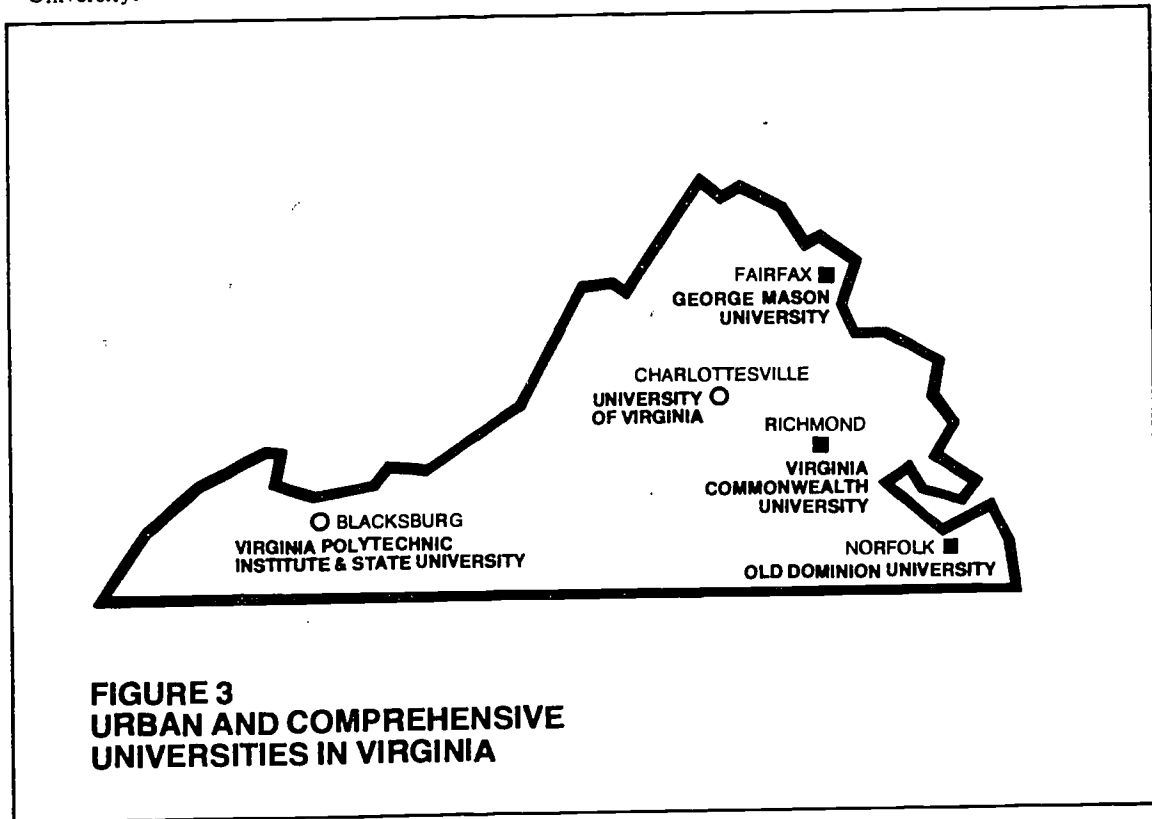 University.
FAIRFAX
GEORGE MASON
UNIVERSITY
CHARLOTTESVILLE
UNIVERSITY
OF VIRGINIA
RICHMOND
VIRGINIA
COMMONWEALTH
UNIVERSITY
BLACKSBURG
VIRGINIA POLYTECHNIC
INSTITUTE & STATE UNIVERSITY
NORFOLK
OLD DOMINION UNIVERSITY
FIGURE 3
URBAN AND COMPREHENSIVE
UNIVERSITIES IN VIRGINIA